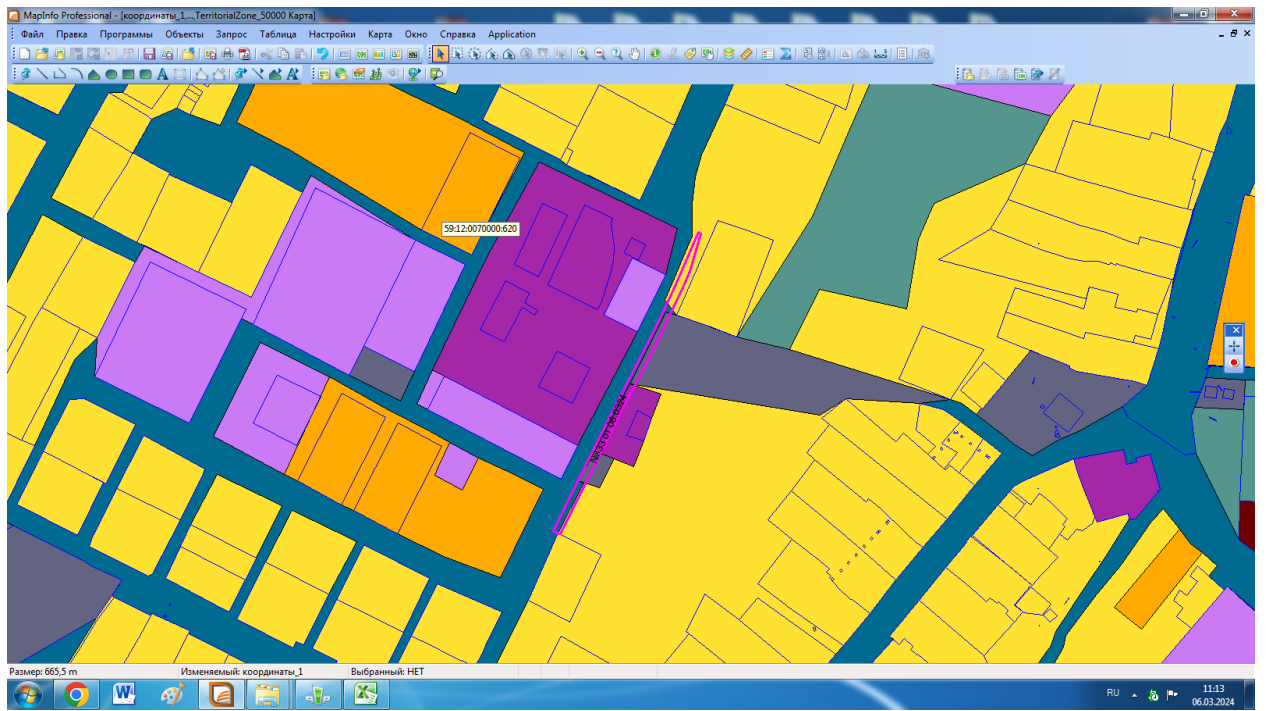 MapInfo Professional - [координаты_1,...,TerritorialZone_50000 Карта]
Файл Правка Программы Объекты Запрос Таблица Настройки Карта Окно Справка Application
59:12:0070000:620
Размер: 665,5 m Изменяемый: координаты_1 Выбранный: НЕТ
RU 11:13
06.03.2024